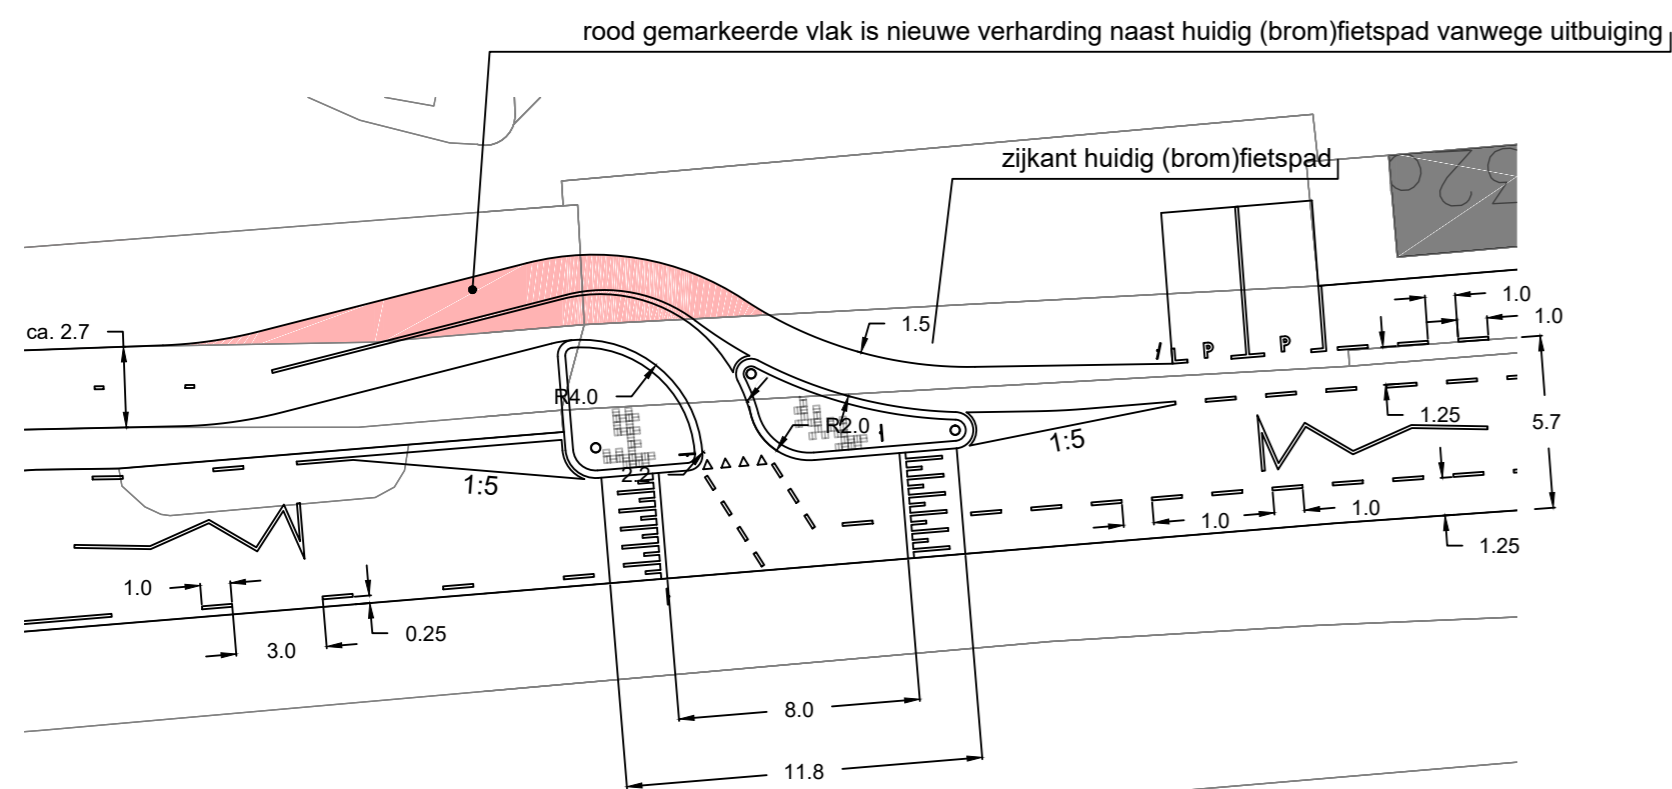 rood gemarkeerde vlak is nieuwe verharding naast huidig (brom)fietspad vanwege uitbuiging
zijkant huidig (brom)fietspad
520
ca. 2.7
1.5
1.0
1.0
P
P
R4.0
R2.0
1.25
5.7
1:5
2.2
1:5
1.0
1.0
1.25
1.0
0.25
3.0
8.0
11.8